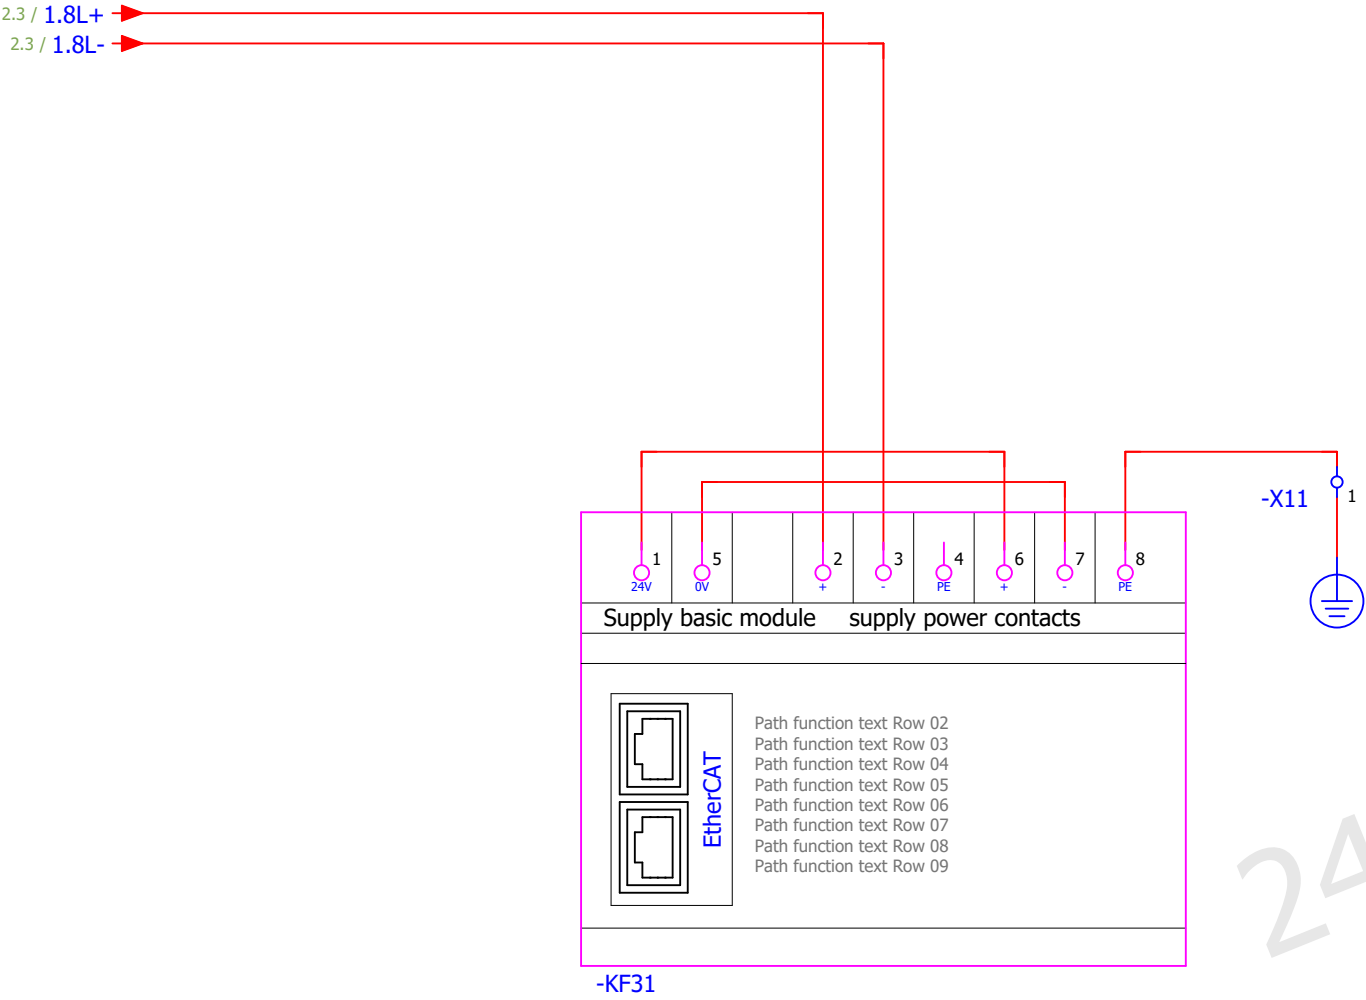 2.3 / 1.8L+
2.3 / 1.8L-
-X11 1
1 5 2 3 4 6 7 8
24V 0V + - PE + - PE
Supply basic module supply power contacts
EtherCAT
Path function text Row 02
Path function text Row 03
Path function text Row 04
Path function text Row 05
Path function text Row 06
Path function text Row 07
Path function text Row 08
Path function text Row 09
24
-KF31